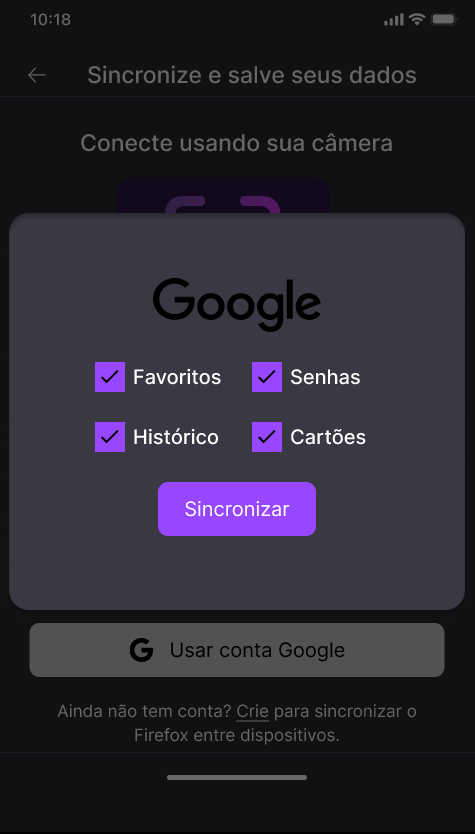 10:18
Sincronize e salve seus dados
Conecte usando sua câmera
Google
Favoritos
Senhas
Histórico
Cartões
Sincronizar
G Usar conta Google
Ainda não tem conta? Crie para sincronizar o
Firefox entre dispositivos.